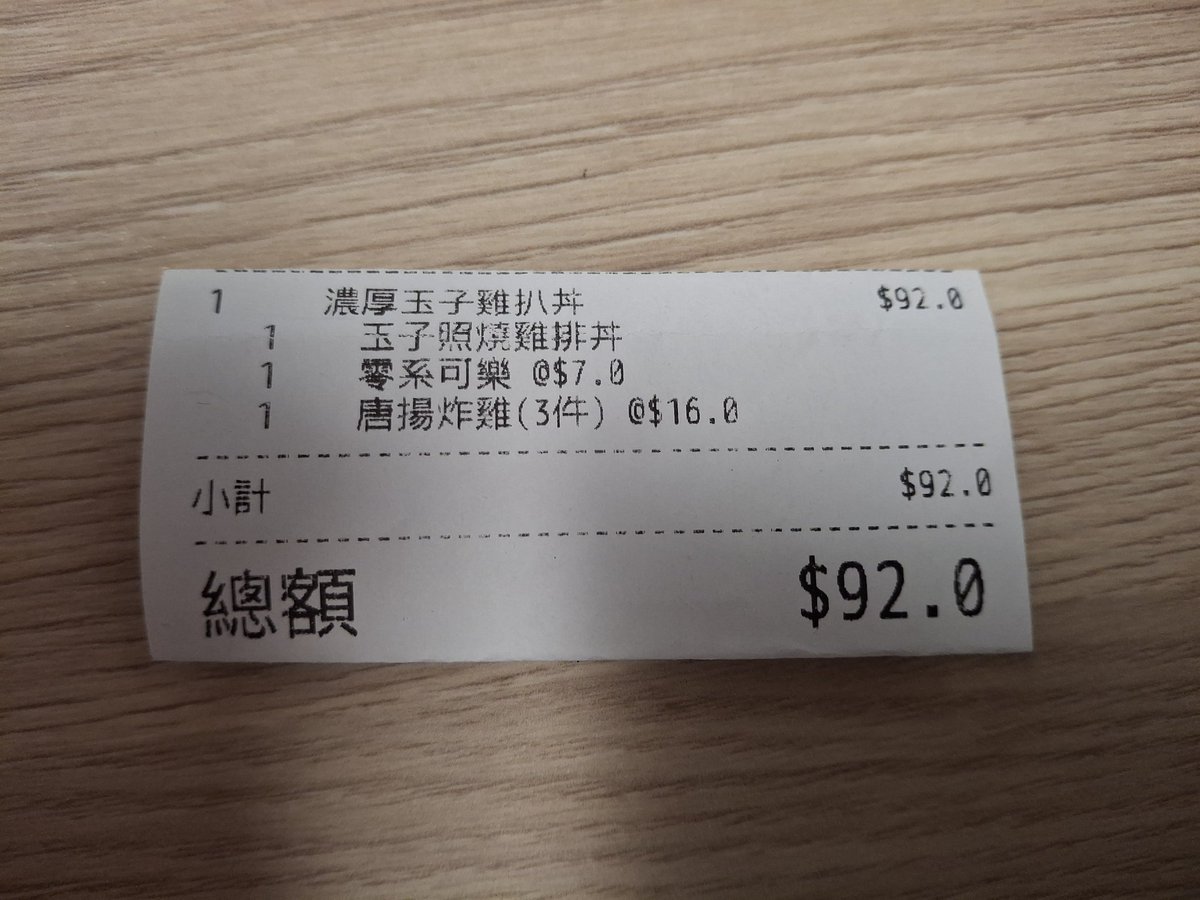 1 濃厚玉子雞扒丼 $92.0
1 玉子照燒雞排丼
1 零系可樂 @$7.0
1 唐揚炸雞(3件) @$16.0
小計 $92.0
總額 $92.0